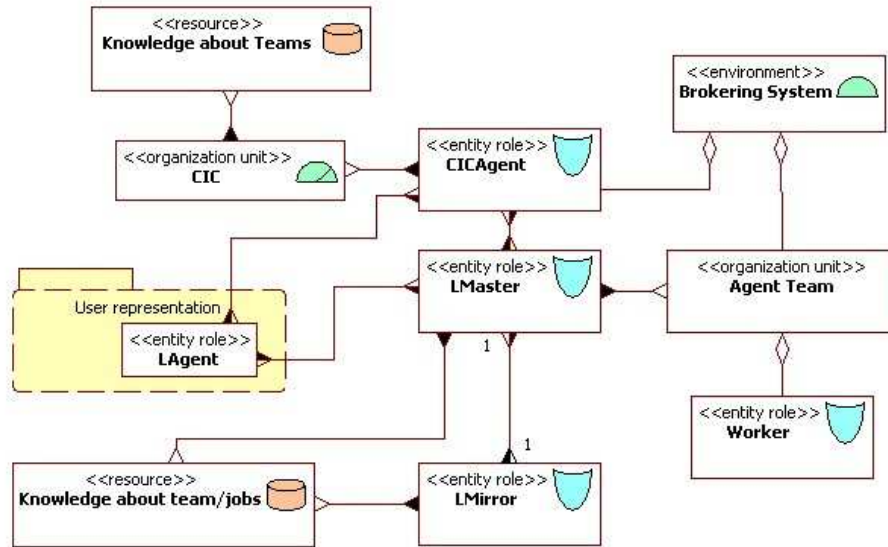 <<resource>>
Knowledge about Teams
<<environment>>
Brokering System
<<organization unit>>
CIC
<<entity role>>
CICAgent
<<entity role>>
LMaster
<<organization unit>>
Agent Team
User representation
<<entity role>>
LAgent
1
<<entity role>>
Worker
1
<<resource>>
Knowledge about team/jobs
<<entity role>>
LMirror